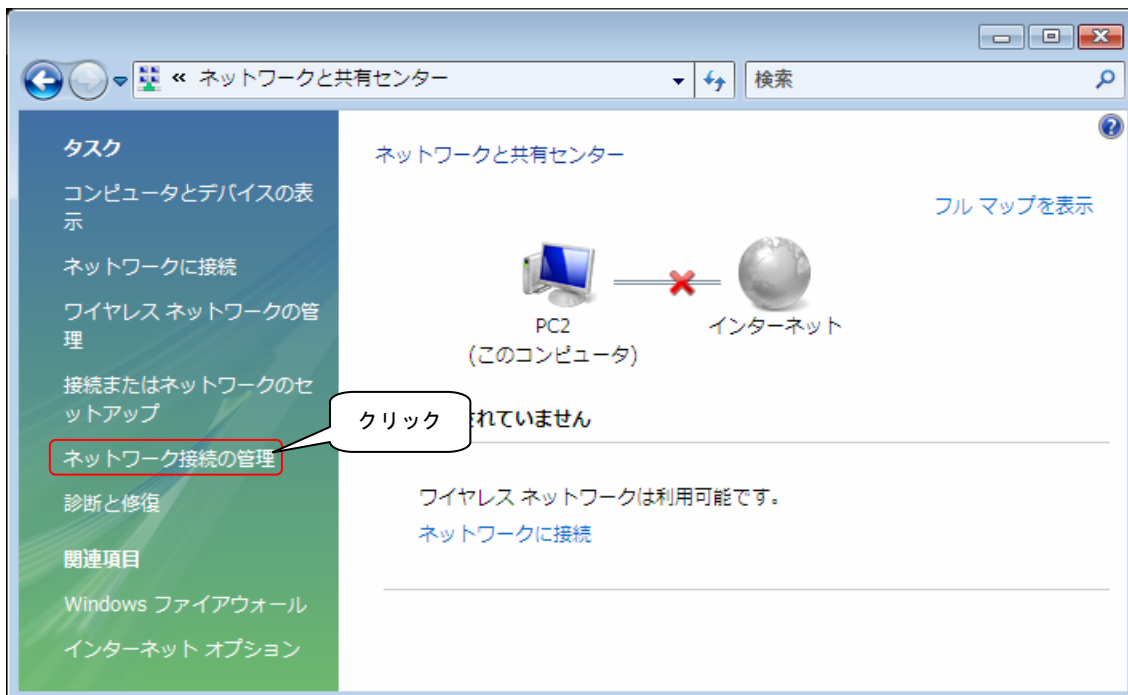 « ネットワークと共有センター
検索
タスク
コンピュータとデバイスの表
示
ネットワークに接続
ワイヤレス ネットワークの管
理
接続またはネットワークのセ
ットアップ
ネットワーク接続の管理
診断と修復
関連項目
Windows ファイアウォール
インターネット オプション
ネットワークと共有センター
フル マップを表示
PC2
(このコンピュータ)
インターネット
クリック
されていません
ワイヤレス ネットワークは利用可能です。
ネットワークに接続